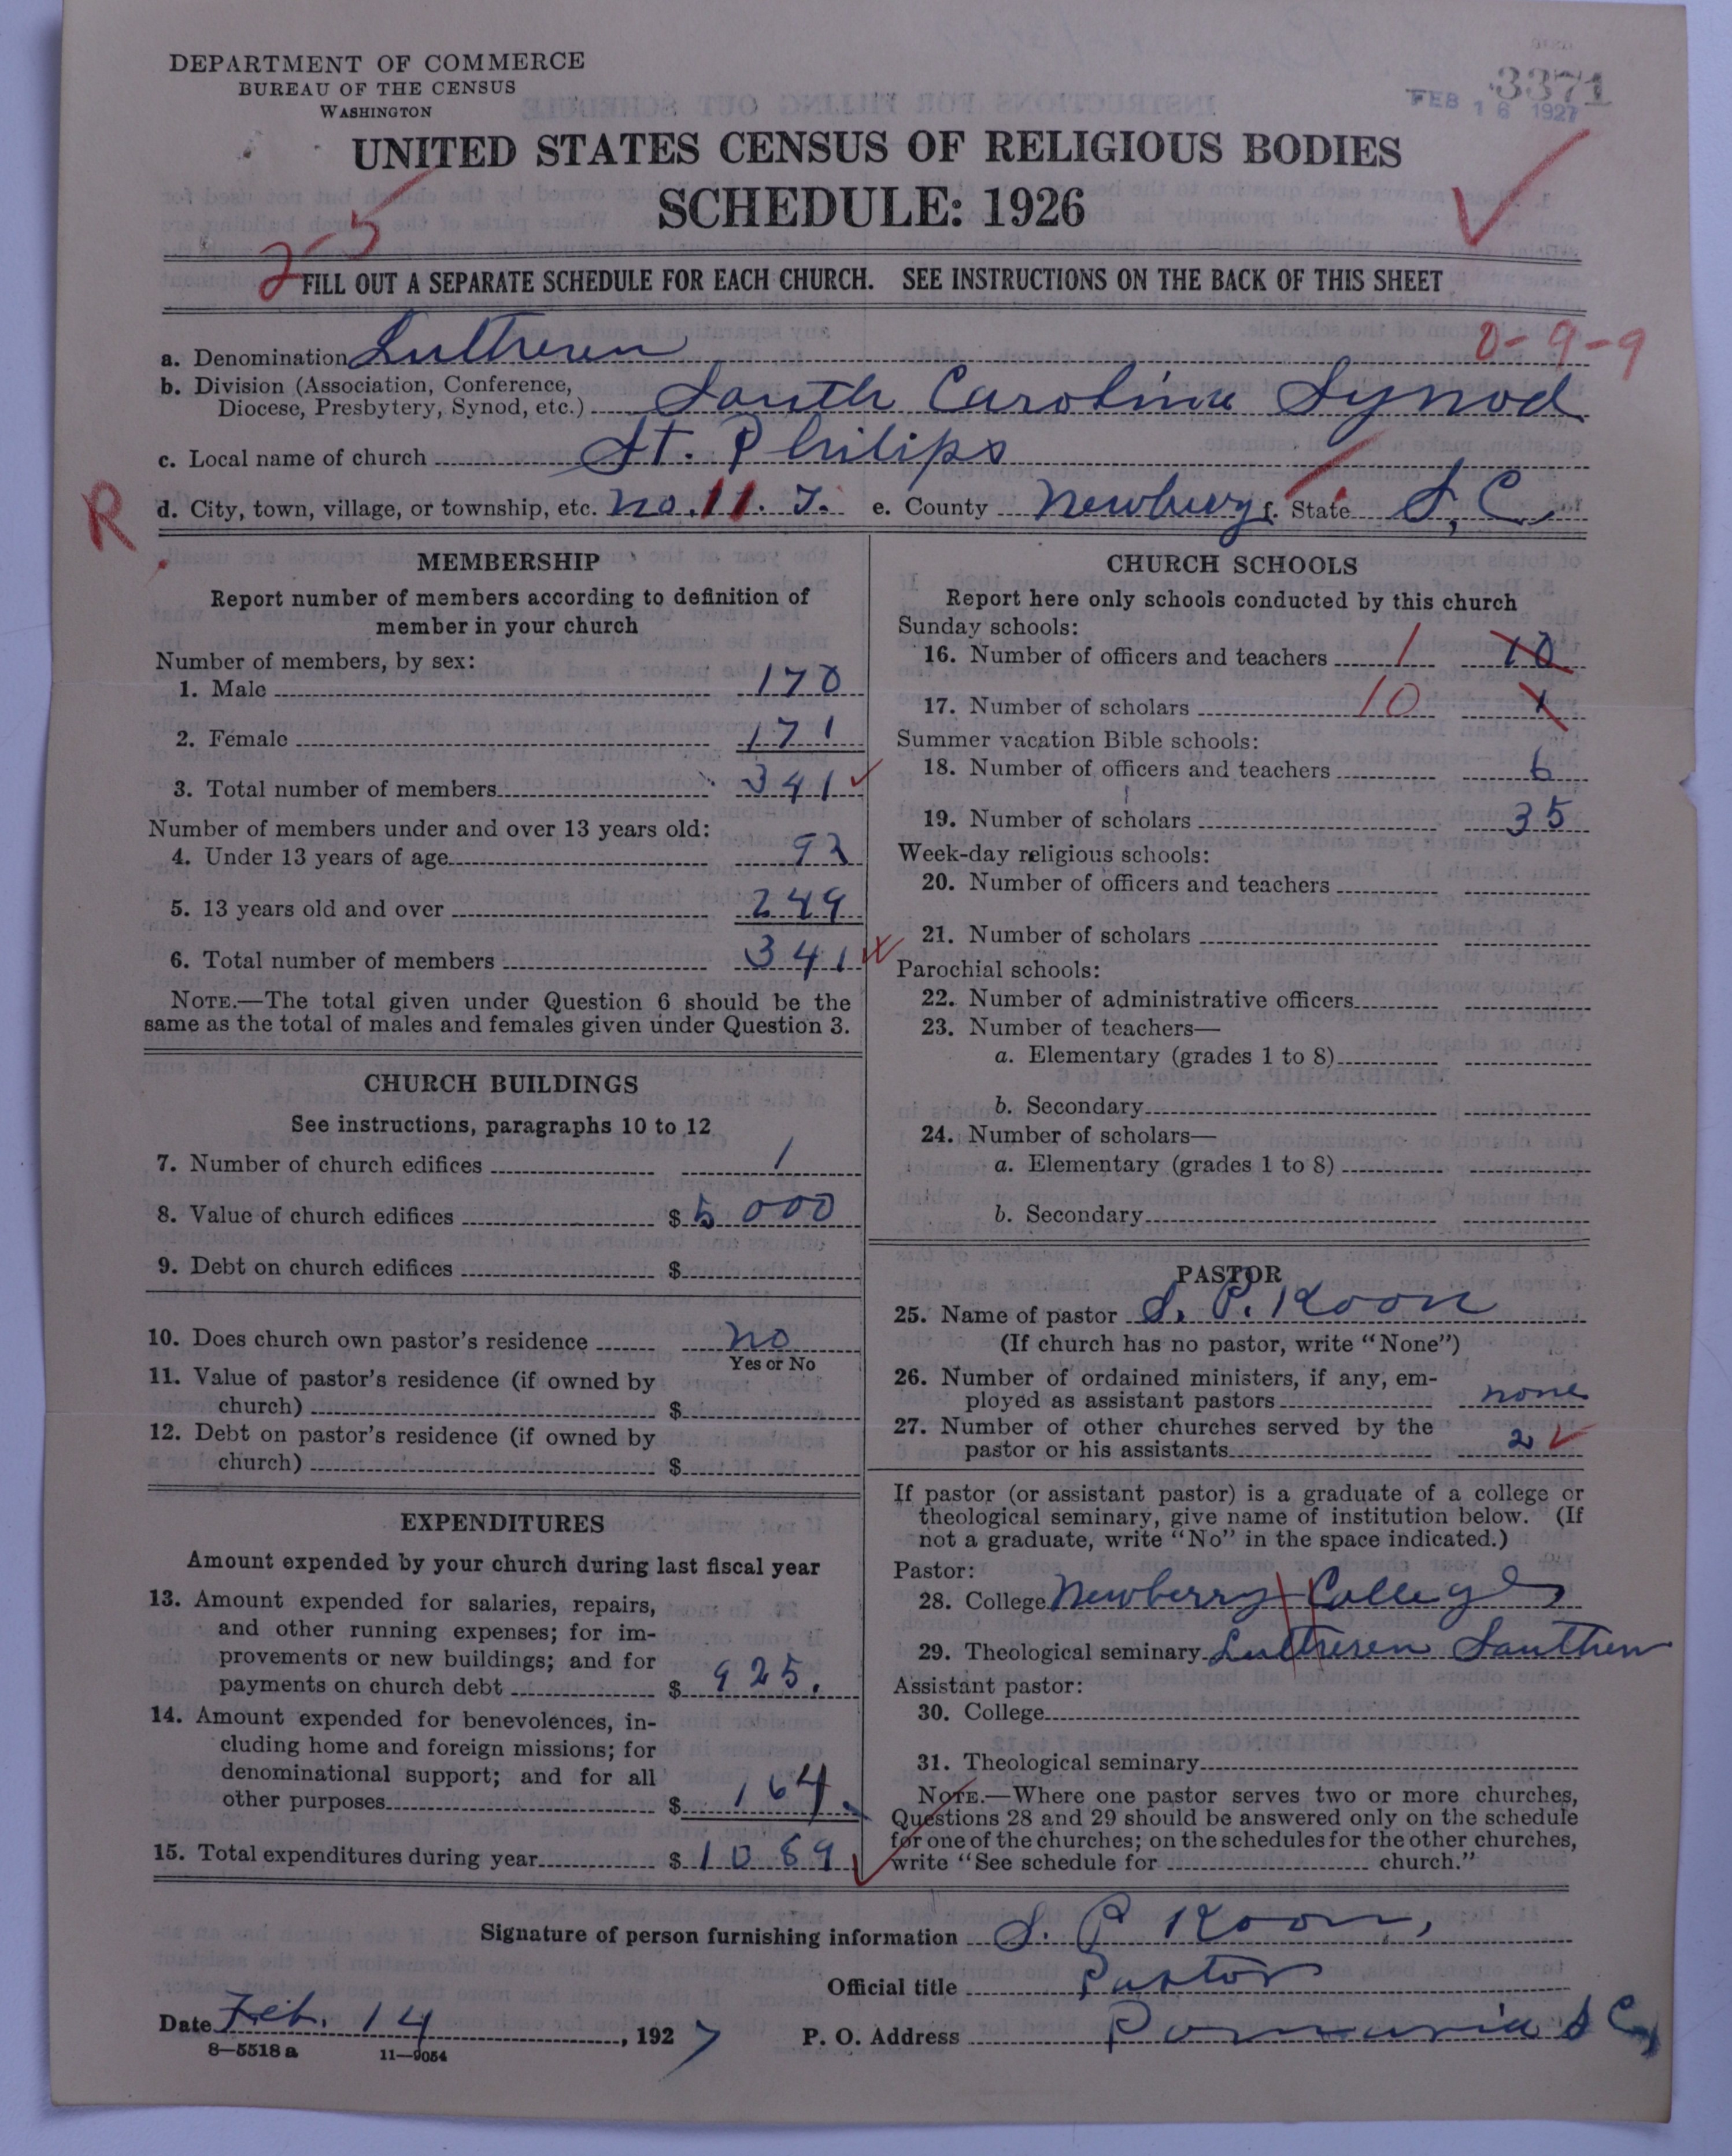 DEPARTMENT OF COMMERCE
BUREAU OF THE CENSUS
WASHINGTON
3371
FEB 16 1927
UNITED STATES CENSUS OF RELIGIOUS BODIES
SCHEDULE: 1926
2-5
FILL OUT A SEPARATE SCHEDULE FOR EACH CHURCH. SEE INSTRUCTIONS ON THE BACK OF THIS SHEET
0-9-9
a. Denomination Lutheren
b. Division (Association, Conference,
Diocese, Presbytery, Synod, etc.) South Carolina Synod
c. Local name of church St. Philips
R
d. City, town, village, or township, etc. no. 11. T. e. County Newbury f. State S, C,
MEMBERSHIP
Report number of members according to definition of
member in your church
Number of members, by sex:
1. Male 170
2. Female 171
3. Total number of members 341
Number of members under and over 13 years old:
4. Under 13 years of age 92
5. 13 years old and over 249
6. Total number of members 341
NOTE.—The total given under Question 6 should be the
same as the total of males and females given under Question 3.
CHURCH BUILDINGS
See instructions, paragraphs 10 to 12
7. Number of church edifices 1
8. Value of church edifices $ 5 000
9. Debt on church edifices $
10. Does church own pastor's residence no
Yes or No
11. Value of pastor's residence (if owned by
church) $
12. Debt on pastor's residence (if owned by
church) $
EXPENDITURES
Amount expended by your church during last fiscal year
13. Amount expended for salaries, repairs,
and other running expenses; for im-
provements or new buildings; and for
payments on church debt $ 925.
14. Amount expended for benevolences, in-
cluding home and foreign missions; for
denominational support; and for all
other purposes $ 164.
15. Total expenditures during year $ 1089
CHURCH SCHOOLS
Report here only schools conducted by this church
Sunday schools:
16. Number of officers and teachers 1 10
17. Number of scholars 10 1
Summer vacation Bible schools:
18. Number of officers and teachers 6
19. Number of scholars 35
Week-day religious schools:
20. Number of officers and teachers
21. Number of scholars
Parochial schools:
22. Number of administrative officers
23. Number of teachers—
a. Elementary (grades 1 to 8)
b. Secondary
24. Number of scholars—
a. Elementary (grades 1 to 8)
b. Secondary
PASTOR
25. Name of pastor S. P. Koon
(If church has no pastor, write "None")
26. Number of ordained ministers, if any, em-
ployed as assistant pastors none
27. Number of other churches served by the
pastor or his assistants 2
If pastor (or assistant pastor) is a graduate of a college or
theological seminary, give name of institution below. (If
not a graduate, write "No" in the space indicated.)
Pastor:
28. College Newberry College
29. Theological seminary Lutheren Southern
Assistant pastor:
30. College
31. Theological seminary
NOTE.—Where one pastor serves two or more churches,
Questions 28 and 29 should be answered only on the schedule
for one of the churches; on the schedules for the other churches,
write "See schedule for church."
Signature of person furnishing information S. P. Koon,
Official title Pastor
Date Feb. 14, 1927 P. O. Address Pomaria S C,
8—5518 a 11—9054